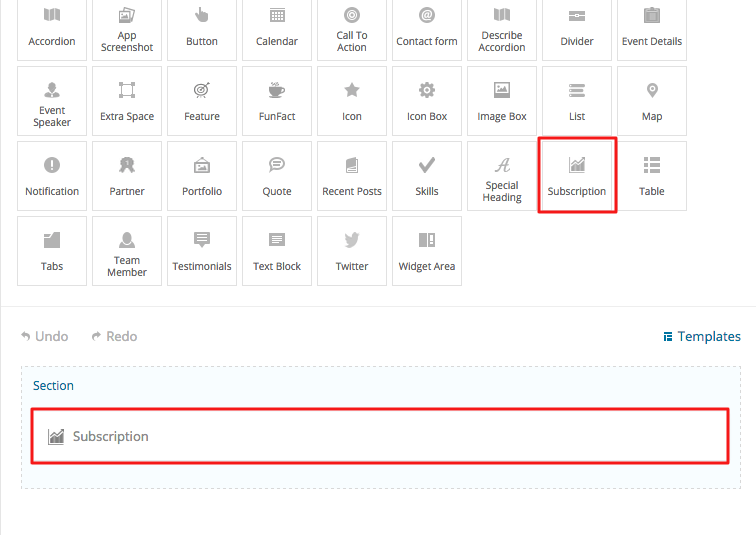 Accordion
App
Screenshot
Button
Calendar
Call To
Action
Contact form
Describe
Accordion
Divider
Event Details
Event
Speaker
Extra Space
Feature
FunFact
Icon
Icon Box
Image Box
List
Map
Notification
Partner
Portfolio
Quote
Recent Posts
Skills
Special
Heading
Subscription
Table
Tabs
Team
Member
Testimonials
Text Block
Twitter
Widget Area
Undo
Redo
Templates
Section
Subscription